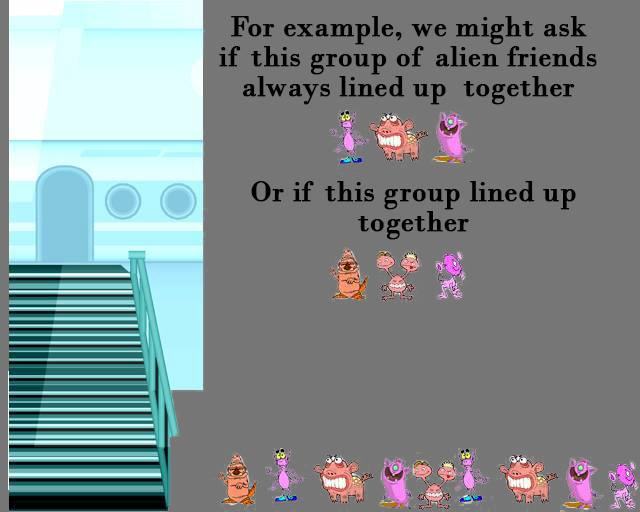 For example, we might ask
if this group of alien friends
always lined up together
Or if this group lined up
together